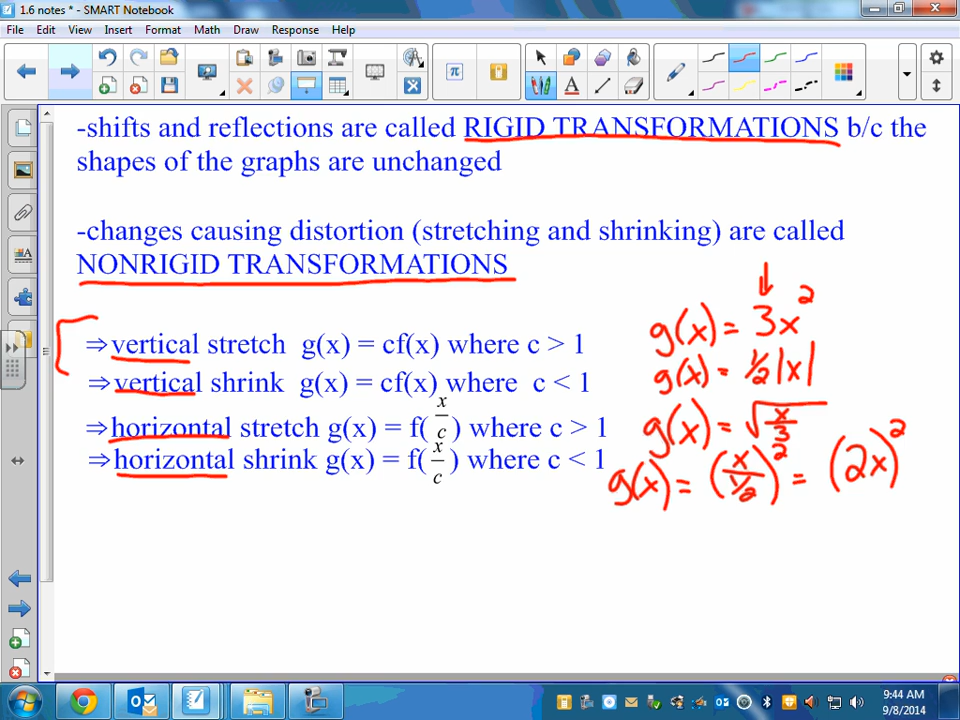 1.6 notes * - SMART Notebook
File Edit View Insert Format Math Draw Response Help
-shifts and reflections are called RIGID TRANSFORMATIONS b/c the
shapes of the graphs are unchanged
-changes causing distortion (stretching and shrinking) are called
NONRIGID TRANSFORMATIONS
⇒vertical stretch g(x) = cf(x) where c > 1
⇒vertical shrink g(x) = cf(x) where c < 1
⇒horizontal stretch g(x) = f(x/c) where c > 1
⇒horizontal shrink g(x) = f(x/c) where c < 1
g(x) = 3x²
g(x) = 1/2|x|
g(x) = √(x/3)
g(x) = (x/(1/2))² = (2x)²
9:44 AM
9/8/2014